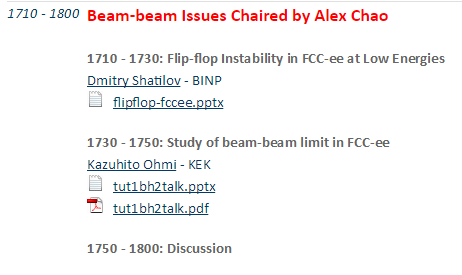 1710 - 1800 Beam-beam Issues Chaired by Alex Chao
1710 - 1730: Flip-flop Instability in FCC-ee at Low Energies
Dmitry Shatilov - BINP
flipflop-fccee.pptx
1730 - 1750: Study of beam-beam limit in FCC-ee
Kazuhito Ohmi - KEK
tut1bh2talk.pptx
tut1bh2talk.pdf
1750 - 1800: Discussion